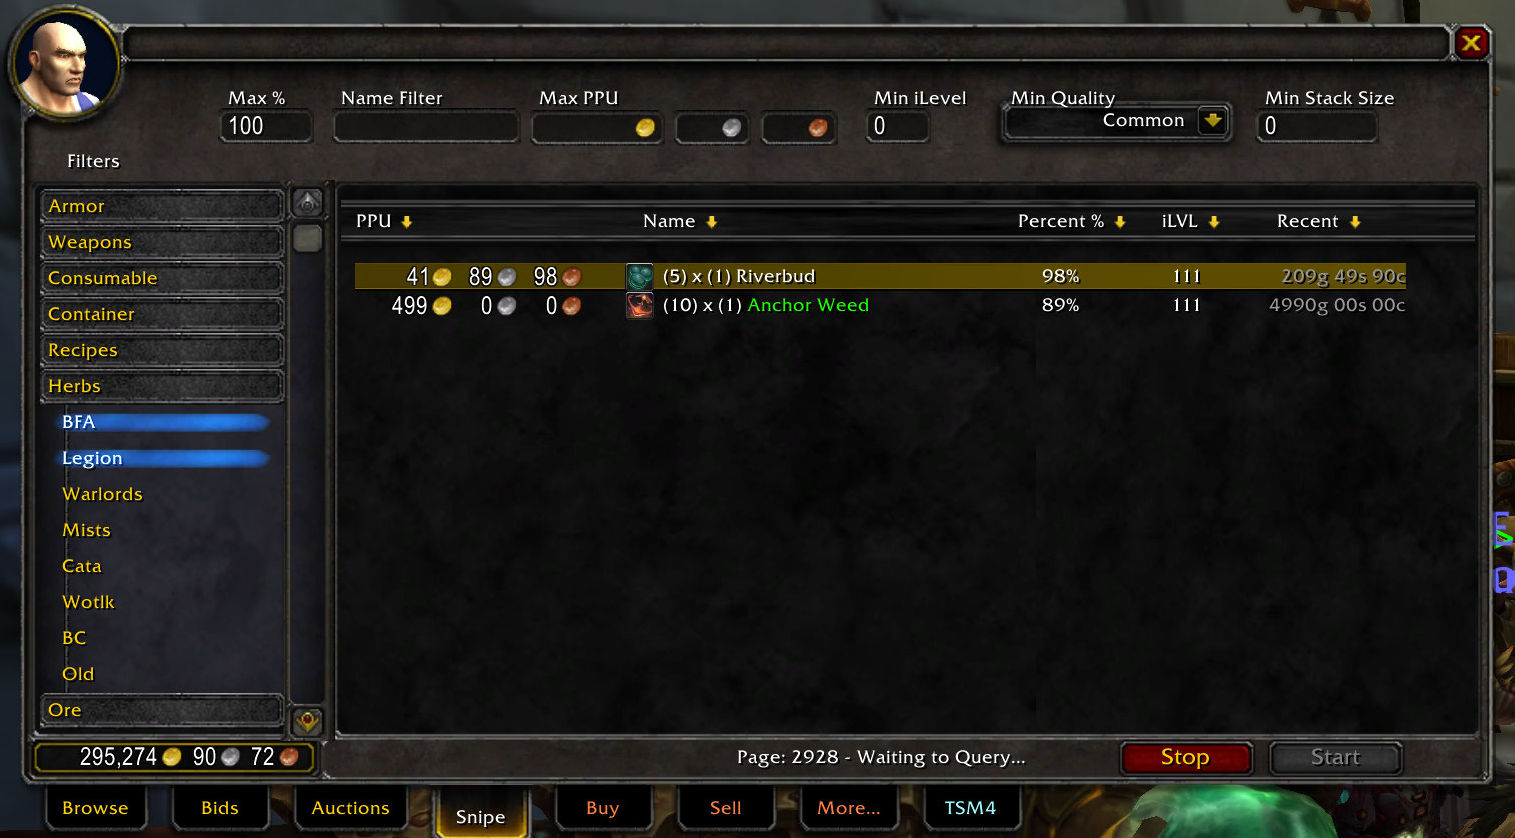 Max % Name Filter Max PPU Min iLevel Min Quality Min Stack Size
100 0 Common 0
Filters
Armor
Weapons
Consumable
Container
Recipes
Herbs
BFA
Legion
Warlords
Mists
Cata
Wotlk
BC
Old
Ore
PPU Name Percent % iLVL Recent
41 89 98 (5) x (1) Riverbud 98% 111 209g 49s 90c
499 0 0 (10) x (1) Anchor Weed 89% 111 4990g 00s 00c
295,274 90 72
Page: 2928 - Waiting to Query...
Stop
Start
Browse Bids Auctions Snipe Buy Sell More... TSM4